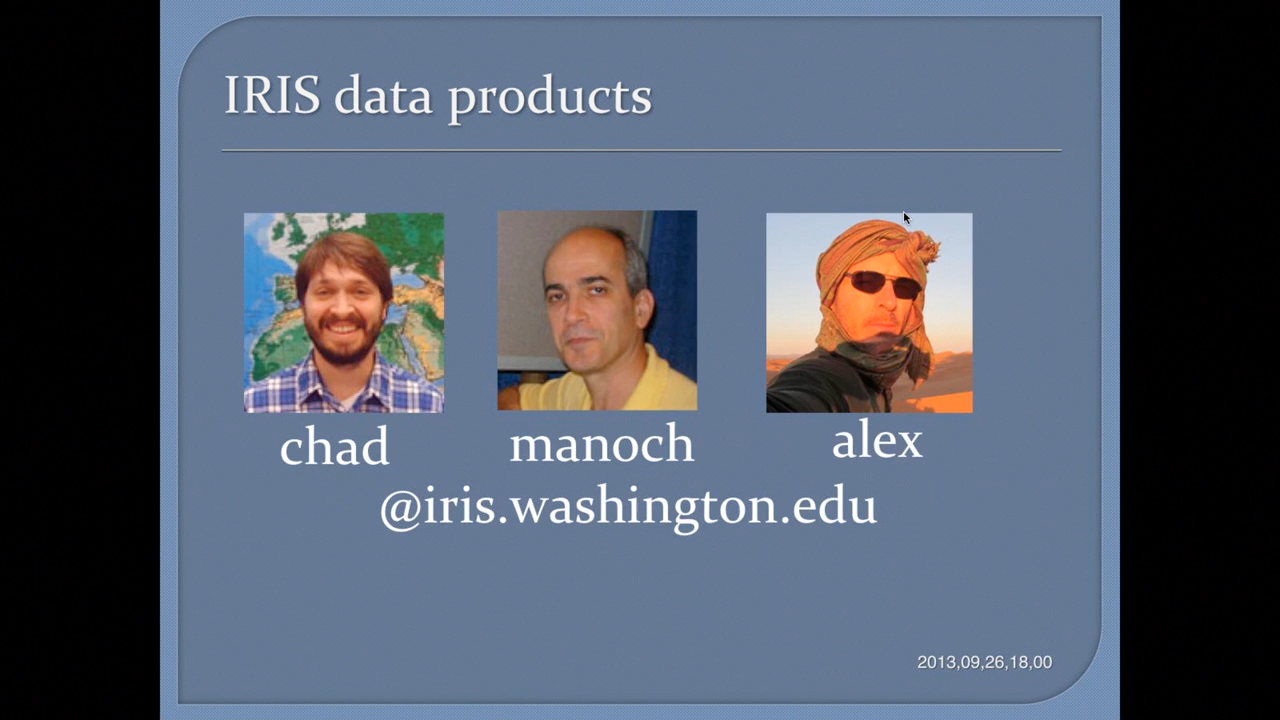 IRIS data products
chad manoch alex
@iris.washington.edu
2013,09,26,18,00